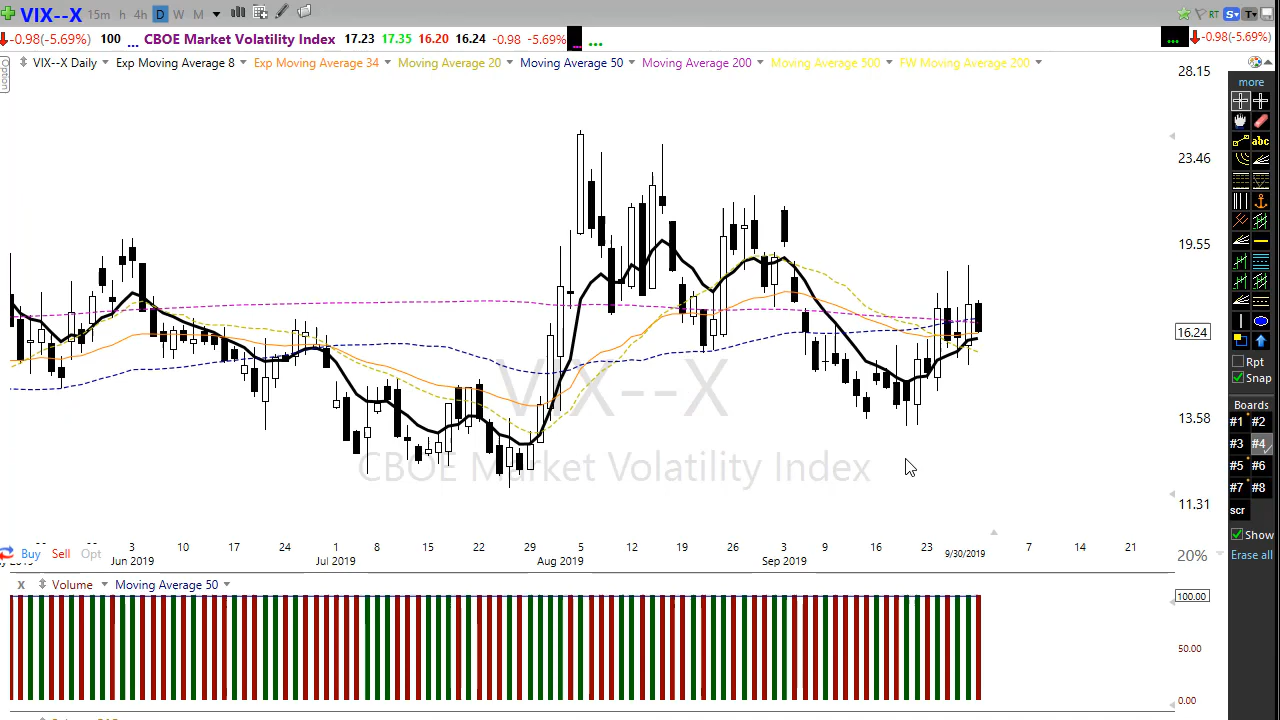 VIX--X 15m h 4h D W M RT S T -0.98(-5.69%)
-0.98(-5.69%) 100 ... CBOE Market Volatility Index 17.23 17.35 16.20 16.24 -0.98 -5.69% ... ...
Option VIX--X Daily Exp Moving Average 8 Exp Moving Average 34 Moving Average 20 Moving Average 50 Moving Average 200 Moving Average 500 FW Moving Average 200
28.15
23.46
19.55
16.24
13.58
11.31
VIX--X
CBOE Market Volatility Index
more
abc
Rpt
Snap
Boards
#1 #2
#3 #4
#5 #6
#7 #8
scr
Show
Erase all
3 10 17 24 1 8 15 22 29 5 12 19 26 3 9 16 23 9/30/2019 7 14 21
Jun 2019 Jul 2019 Aug 2019 Sep 2019
Buy Sell Opt 20%
X Volume Moving Average 50
100.00
50.00
0.00